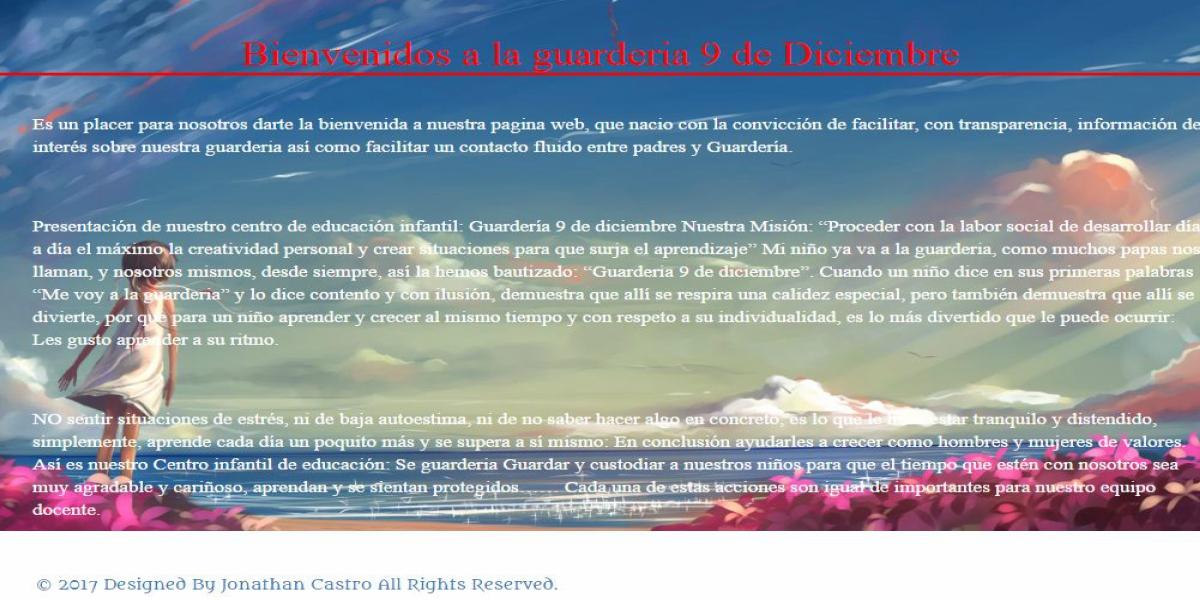 Bienvenidos a la guarderia 9 de Diciembre
Es un placer para nosotros darte la bienvenida a nuestra pagina web, que nacio con la convicción de facilitar, con transparencia, información de
interés sobre nuestra guarderia así como facilitar un contacto fluido entre padres y Guardería.
Presentación de nuestro centro de educación infantil: Guardería 9 de diciembre Nuestra Misión: “Proceder con la labor social de desarrollar día
a día el máximo la creatividad personal y crear situaciones para que surja el aprendizaje” Mi niño ya va a la guarderia, como muchos papas nos
llaman, y nosotros mismos, desde siempre, así la hemos bautizado: “Guarderia 9 de diciembre”. Cuando un niño dice en sus primeras palabras
“Me voy a la guarderia” y lo dice contento y con ilusión, demuestra que allí se respira una calidez especial, pero también demuestra que allí se
divierte, por que para un niño aprender y crecer al mismo tiempo y con respeto a su individualidad, es lo más divertido que le puede ocurrir:
Les gusto aprender a su ritmo.
NO sentir situaciones de estrés, ni de baja autoestima, ni de no saber hacer algo en concreto, es lo que le estar tranquilo y distendido,
simplemente, aprende cada día un poquito más y se supera a sí mismo: En conclusión ayudarles a crecer como hombres y mujeres de valores.
Asi es nuestro Centro infantil de educación: Se guarderia Guardar y custodiar a nuestros niños para que el tiempo que estén con nosotros sea
muy agradable y cariñoso, aprendan y se sientan protegidos......... Cada una de estas acciones son igual de importantes para nuestro equipo
docente.
© 2017 Designed By Jonathan Castro All Rights Reserved.